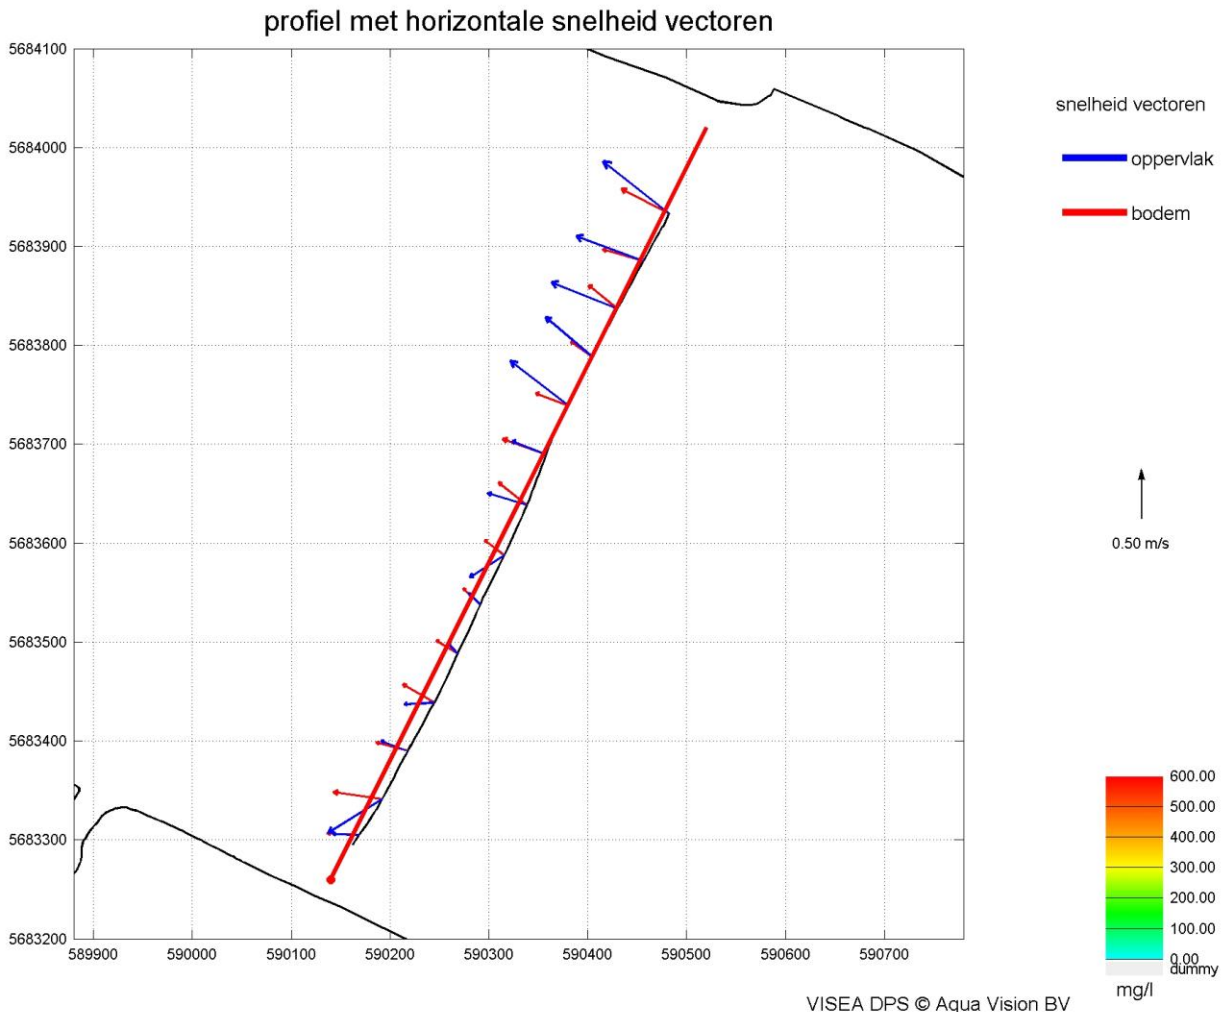 profiel met horizontale snelheid vectoren
5684100
5684000
5683900
5683800
5683700
5683600
5683500
5683400
5683300
5683200
589900 590000 590100 590200 590300 590400 590500 590600 590700
snelheid vectoren
oppervlak
bodem
0.50 m/s
600.00
500.00
400.00
300.00
200.00
100.00
0.00
dummy
mg/l
VISEA DPS © Aqua Vision BV